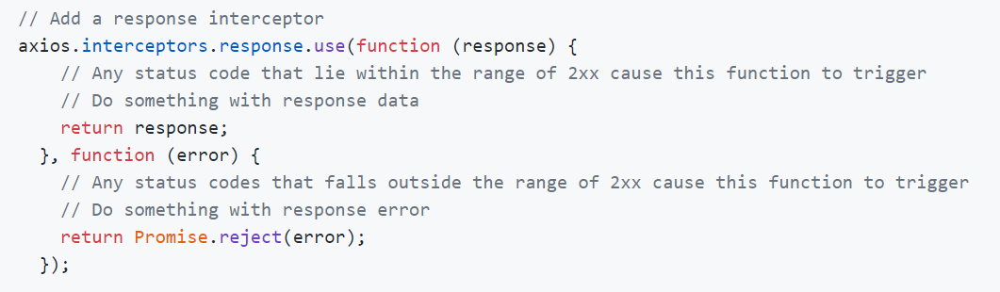 // Add a response interceptor
axios.interceptors.response.use(function (response) {
    // Any status code that lie within the range of 2xx cause this function to trigger
    // Do something with response data
    return response;
  }, function (error) {
    // Any status codes that falls outside the range of 2xx cause this function to trigger
    // Do something with response error
    return Promise.reject(error);
  });